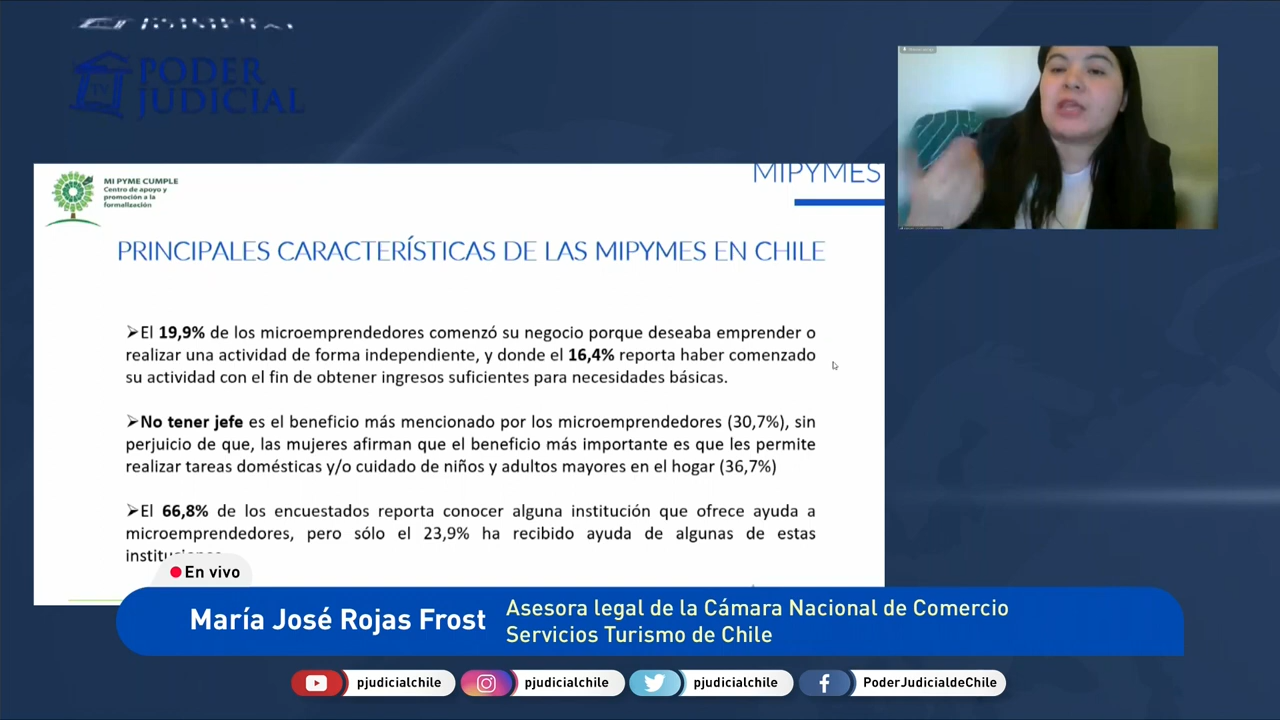 TV
PODER
JUDICIAL
MI PYME CUMPLE
Centro de apoyo y
promoción a la
formalización
MIPYMES
PRINCIPALES CARACTERÍSTICAS DE LAS MIPYMES EN CHILE
➢El 19,9% de los microemprendedores comenzó su negocio porque deseaba emprender o
realizar una actividad de forma independiente, y donde el 16,4% reporta haber comenzado
su actividad con el fin de obtener ingresos suficientes para necesidades básicas.
➢No tener jefe es el beneficio más mencionado por los microemprendedores (30,7%), sin
perjuicio de que, las mujeres afirman que el beneficio más importante es que les permite
realizar tareas domésticas y/o cuidado de niños y adultos mayores en el hogar (36,7%)
➢El 66,8% de los encuestados reporta conocer alguna institución que ofrece ayuda a
microemprendedores, pero sólo el 23,9% ha recibido ayuda de algunas de estas
En vivo
María José Rojas Frost
Asesora legal de la Cámara Nacional de Comercio
Servicios Turismo de Chile
pjudicialchile
pjudicialchile
pjudicialchile
PoderJudicialdeChile